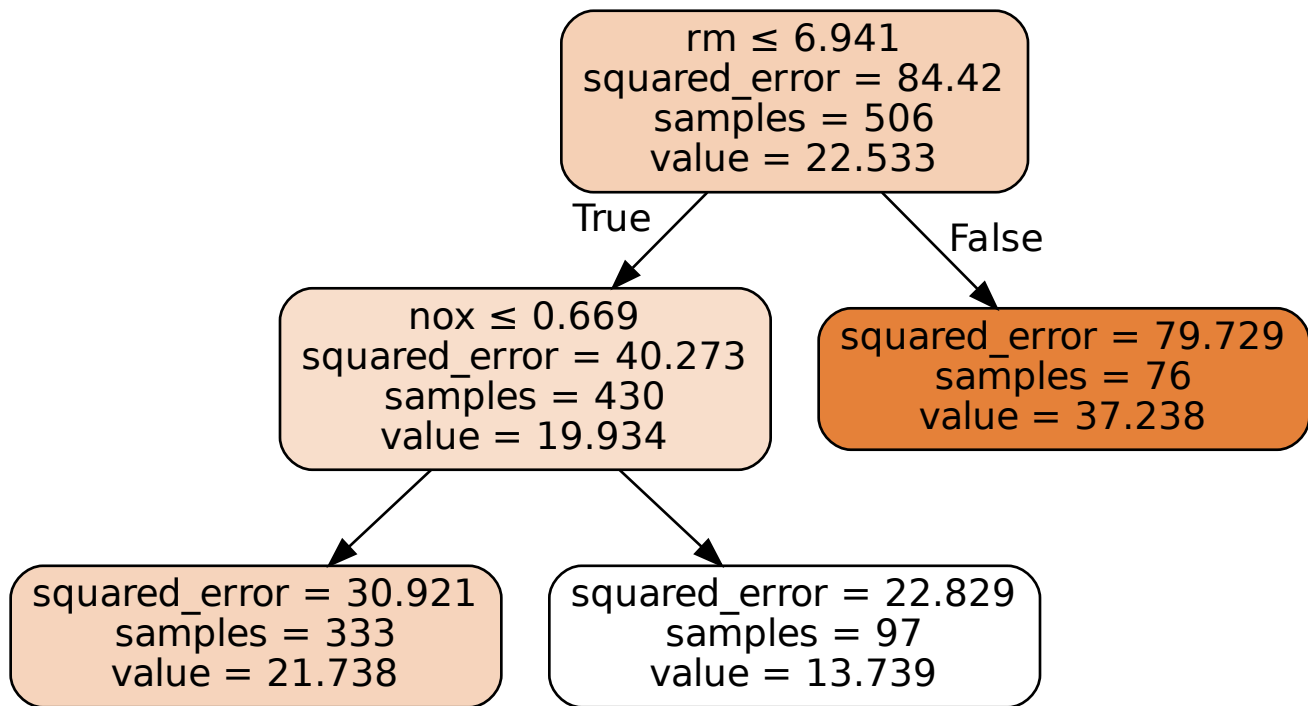 rm ≤ 6.941
squared_error = 84.42
samples = 506
value = 22.533
True
False
nox ≤ 0.669
squared_error = 40.273
samples = 430
value = 19.934
squared_error = 79.729
samples = 76
value = 37.238
squared_error = 30.921
samples = 333
value = 21.738
squared_error = 22.829
samples = 97
value = 13.739